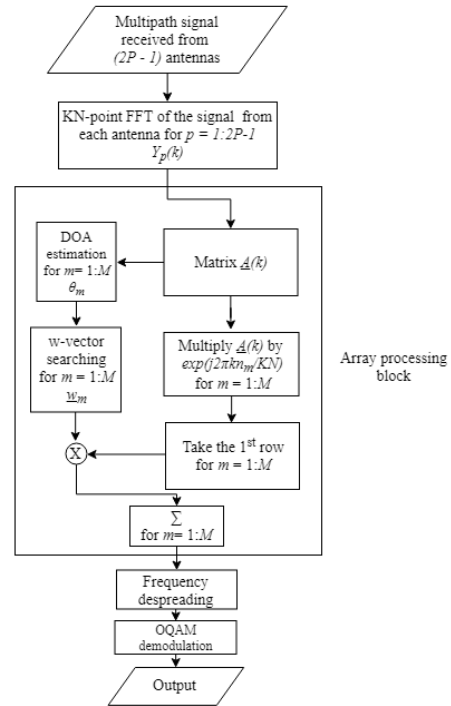 Multipath signal
received from
(2P - 1) antennas
KN-point FFT of the signal from
each antenna for p = 1:2P-1
Yp(k)
DOA
estimation
for m= 1:M
θm
Matrix A(k)
w-vector
searching
for m = 1:M
wm
Multiply A(k) by
exp(j2πknm/KN)
for m = 1:M
Array processing
block
X
Take the 1st row
for m = 1:M
Σ
for m= 1:M
Frequency
despreading
OQAM
demodulation
Output